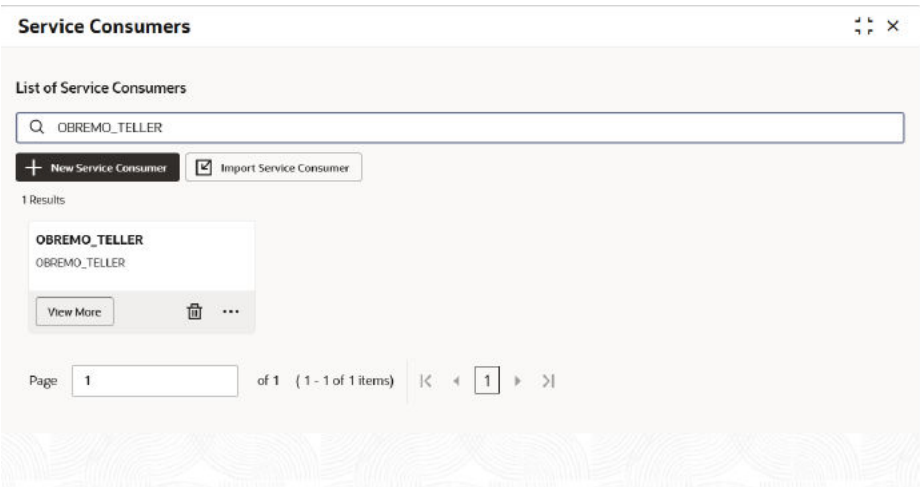 Service Consumers
List of Service Consumers
OBREMO_TELLER
New Service Consumer Import Service Consumer
1 Results
OBREMO_TELLER
OBREMO_TELLER
View More ...
Page 1 of 1 ( 1 - 1 of 1 items) 1